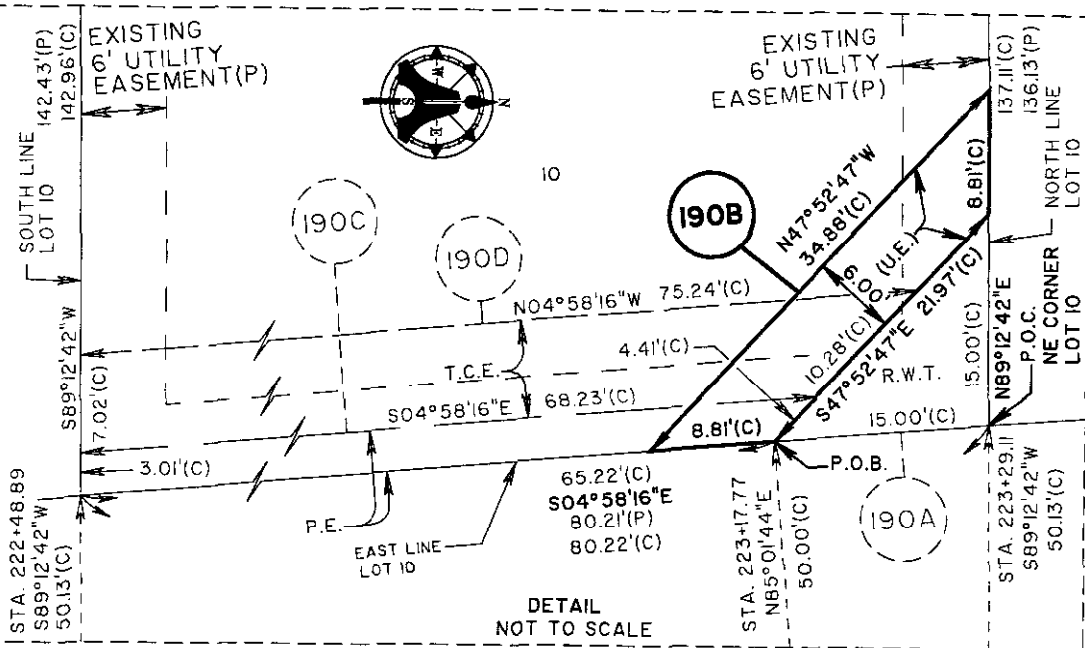 EXISTING
6' UTILITY
EASEMENT(P)
142.43'(P)
142.96'(C)
SOUTH LINE
LOT 10
S89°12'42"W
7.02'(C)
3.01'(C)
STA. 222+48.89
S89°12'42"W
50.13'(C)
W
S
N
E
10
EXISTING
6' UTILITY
EASEMENT(P)
137.11'(C)
136.13'(P)
NORTH LINE
LOT 10
190C
190D
190B
N47°52'47"W
34.88'(C)
8.81'(C)
6.00' (U.E.)
S47°52'47"E 21.97'(C)
10.28'(C)
N04°58'16"W 75.24'(C)
T.C.E.
4.41'(C)
S04°58'16"E 68.23'(C)
R.W.T.
15.00'(C)
N89°12'42"E
P.O.C.
NE CORNER
LOT 10
8.81'(C)
15.00'(C)
P.O.B.
P.E.
EAST LINE
LOT 10
65.22'(C)
S04°58'16"E
80.21'(P)
80.22'(C)
190A
STA. 223+17.77
N85°01'44"E
50.00'(C)
STA. 223+29.11
S89°12'42"W
50.13'(C)
DETAIL
NOT TO SCALE